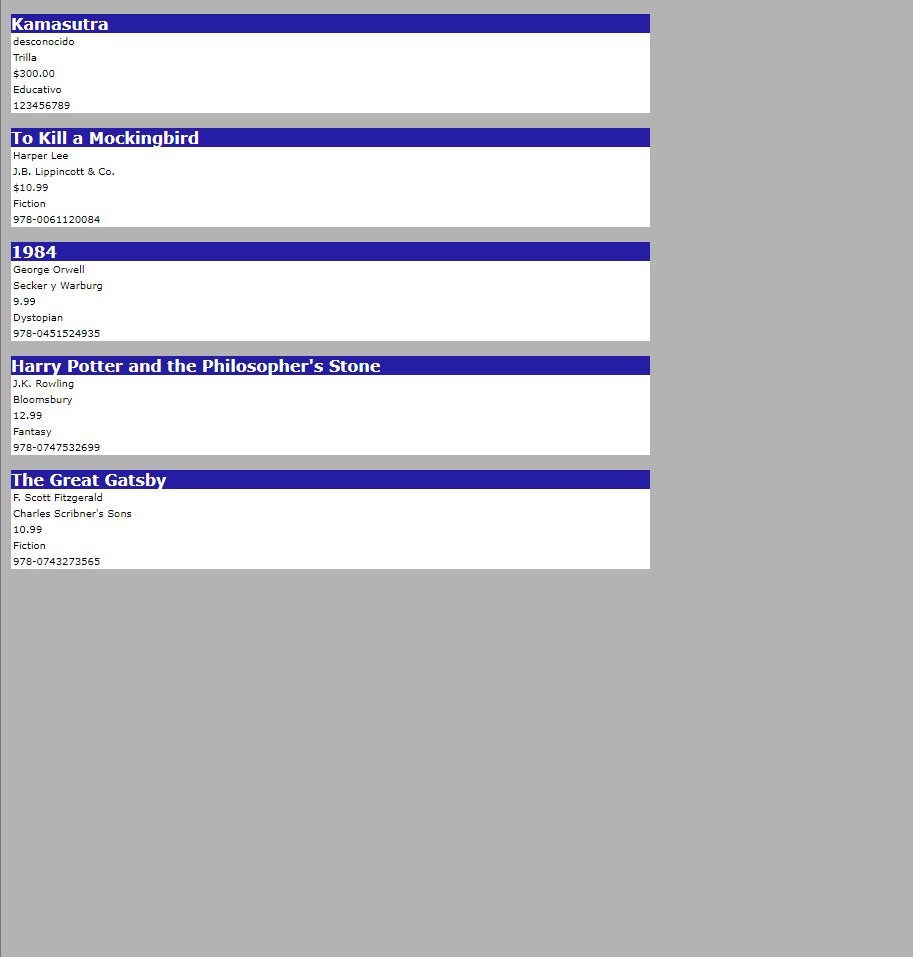 Kamasutra
desconocido
Trilla
$300.00
Educativo
123456789
To Kill a Mockingbird
Harper Lee
J.B. Lippincott & Co.
$10.99
Fiction
978-0061120084
1984
George Orwell
Secker y Warburg
9.99
Dystopian
978-0451524935
Harry Potter and the Philosopher's Stone
J.K. Rowling
Bloomsbury
12.99
Fantasy
978-0747532699
The Great Gatsby
F. Scott Fitzgerald
Charles Scribner's Sons
10.99
Fiction
978-0743273565